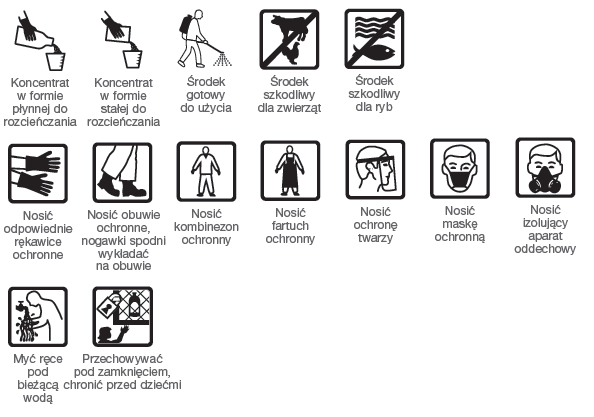 Koncentrat
w formie
płynnej do
rozcieńczania
Koncentrat
w formie
stałej do
rozcieńczania
Środek
gotowy
do użycia
Środek
szkodliwy
dla zwierząt
Środek
szkodliwy
dla ryb
Nosić
odpowiednie
rękawice
ochronne
Nosić obuwie
ochronne,
nogawki spodni
wykładać
na obuwie
Nosić
kombinezon
ochronny
Nosić
fartuch
ochronny
Nosić
ochronę
twarzy
Nosić
maskę
ochronną
Nosić
izolujący
aparat
oddechowy
Myć ręce
pod
bieżącą
wodą
Przechowywać
pod zamknięciem,
chronić przed dziećmi